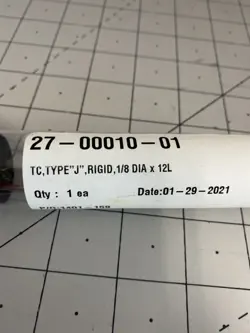 27-00010-01
TC,TYPE"J",RIGID,1/8 DIA x 12L
Qty : 1 ea Date:01-29-2021